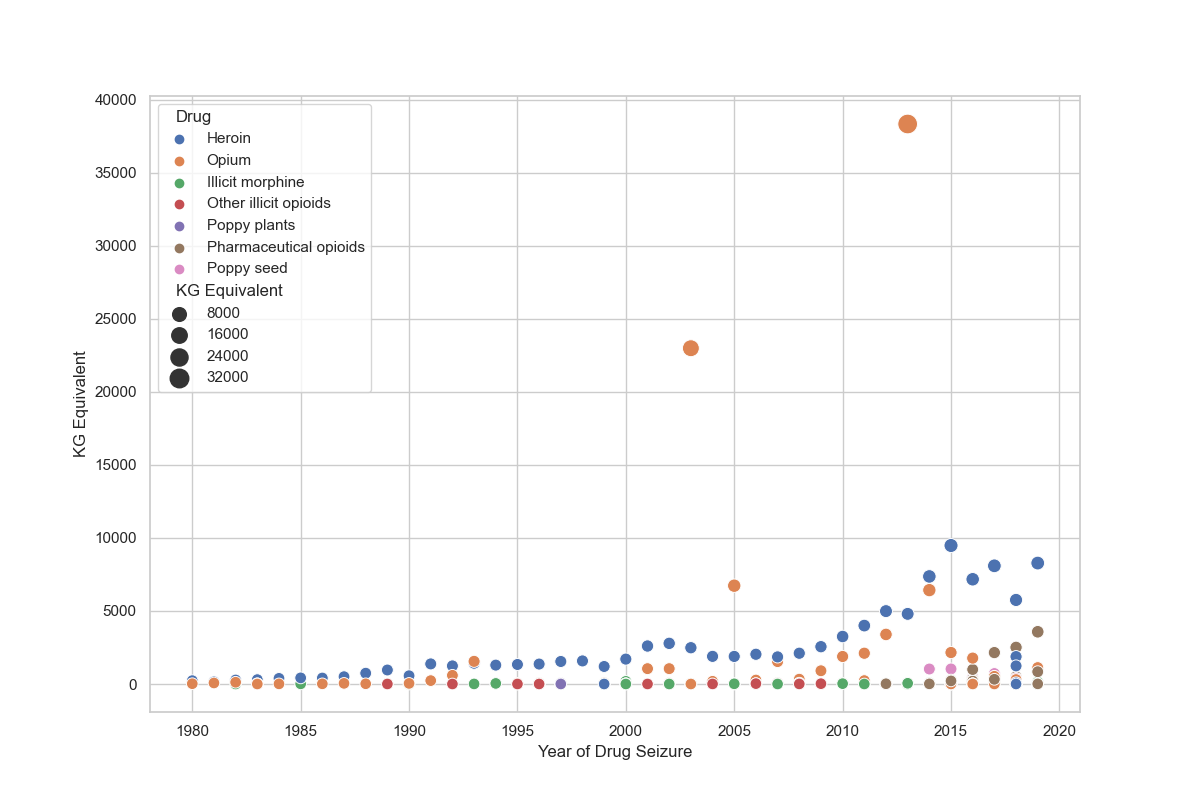 40000
35000
30000
25000
20000
15000
10000
5000
0
KG Equivalent
Drug
Heroin
Opium
Illicit morphine
Other illicit opioids
Poppy plants
Pharmaceutical opioids
Poppy seed
KG Equivalent
8000
16000
24000
32000
1980 1985 1990 1995 2000 2005 2010 2015 2020
Year of Drug Seizure